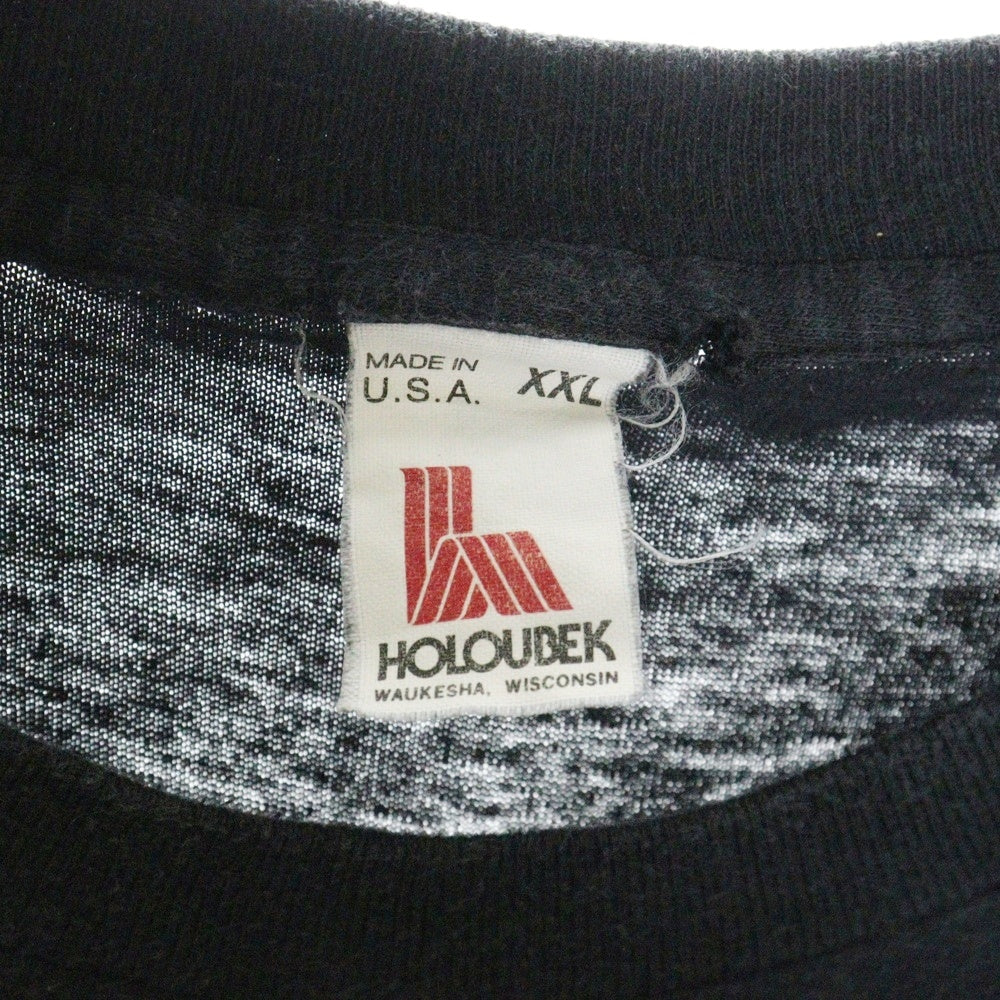 MADE IN
U.S.A. XXL
HOLOUBEK
WAUKESHA, WISCONSIN